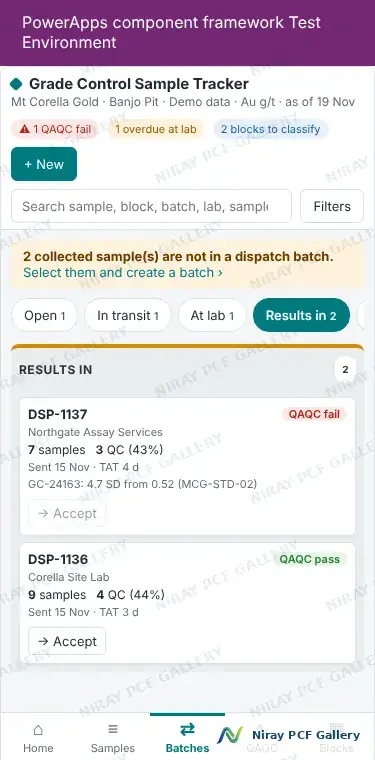 PowerApps component framework Test
Environment
Grade Control Sample Tracker
Mt Corella Gold · Banjo Pit · Demo data · Au g/t · as of 19 Nov
⚠ 1 QAQC fail 1 overdue at lab 2 blocks to classify
+ New
Search sample, block, batch, lab, sample Filters
2 collected sample(s) are not in a dispatch batch.
Select them and create a batch ›
Open 1 In transit 1 At lab 1 Results in 2
RESULTS IN 2
DSP-1137 QAQC fail
Northgate Assay Services
7 samples 3 QC (43%)
Sent 15 Nov · TAT 4 d
GC-24163: 4.7 SD from 0.52 (MCG-STD-02)
→ Accept
DSP-1136 QAQC pass
Corella Site Lab
9 samples 4 QC (44%)
Sent 15 Nov · TAT 3 d
→ Accept
Home Samples Batches QAQC Blocks
Niray PCF Gallery
NIRAY PCF GALLERY